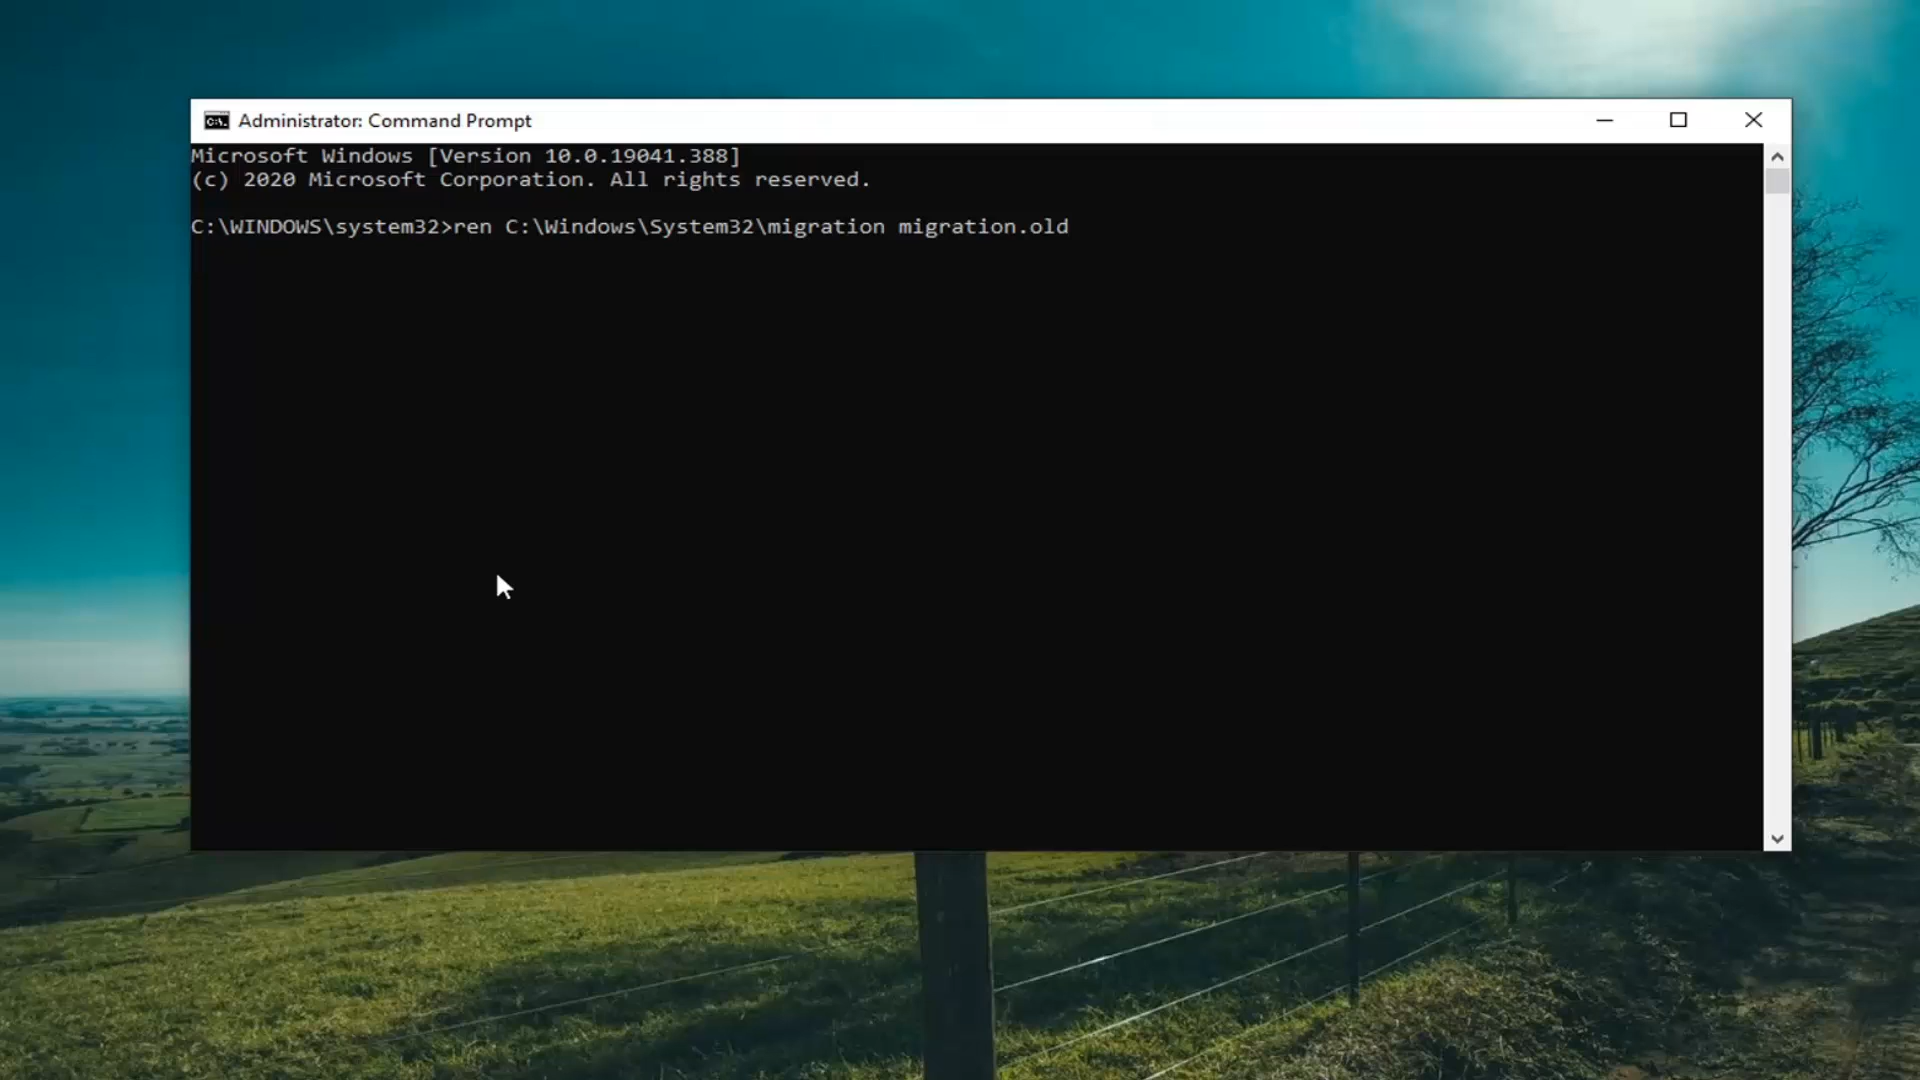 Administrator: Command Prompt
Microsoft Windows [Version 10.0.19041.388]
(c) 2020 Microsoft Corporation. All rights reserved.
C:\WINDOWS\system32>ren C:\Windows\System32\migration migration.old